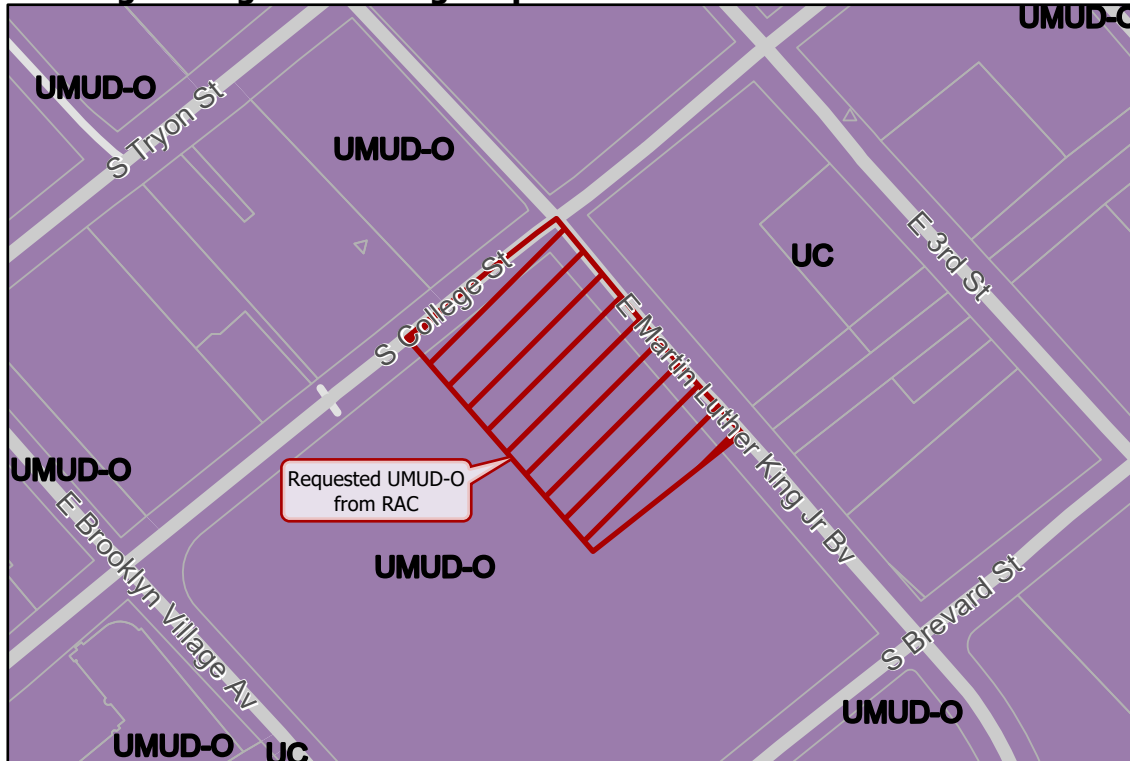 UMUD-O
UMUD-O
S Tryon St
UMUD-O
E 3rd St
UC
S College St
E Martin Luther King Jr Bv
UMUD-O
Requested UMUD-O
from RAC
E Brooklyn Village Av
UMUD-O
S Brevard St
UMUD-O
UMUD-O
UC